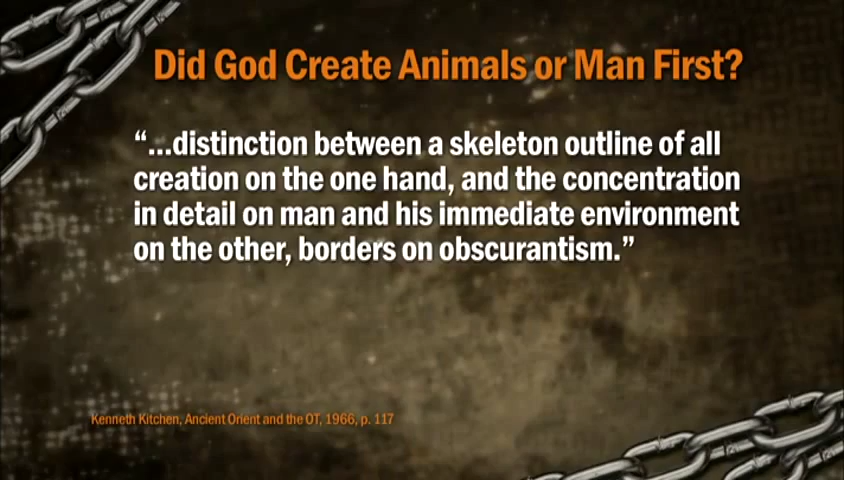 Did God Create Animals or Man First?
“...distinction between a skeleton outline of all
creation on the one hand, and the concentration
in detail on man and his immediate environment
on the other, borders on obscurantism.”
Kenneth Kitchen, Ancient Orient and the OT, 1966, p. 117